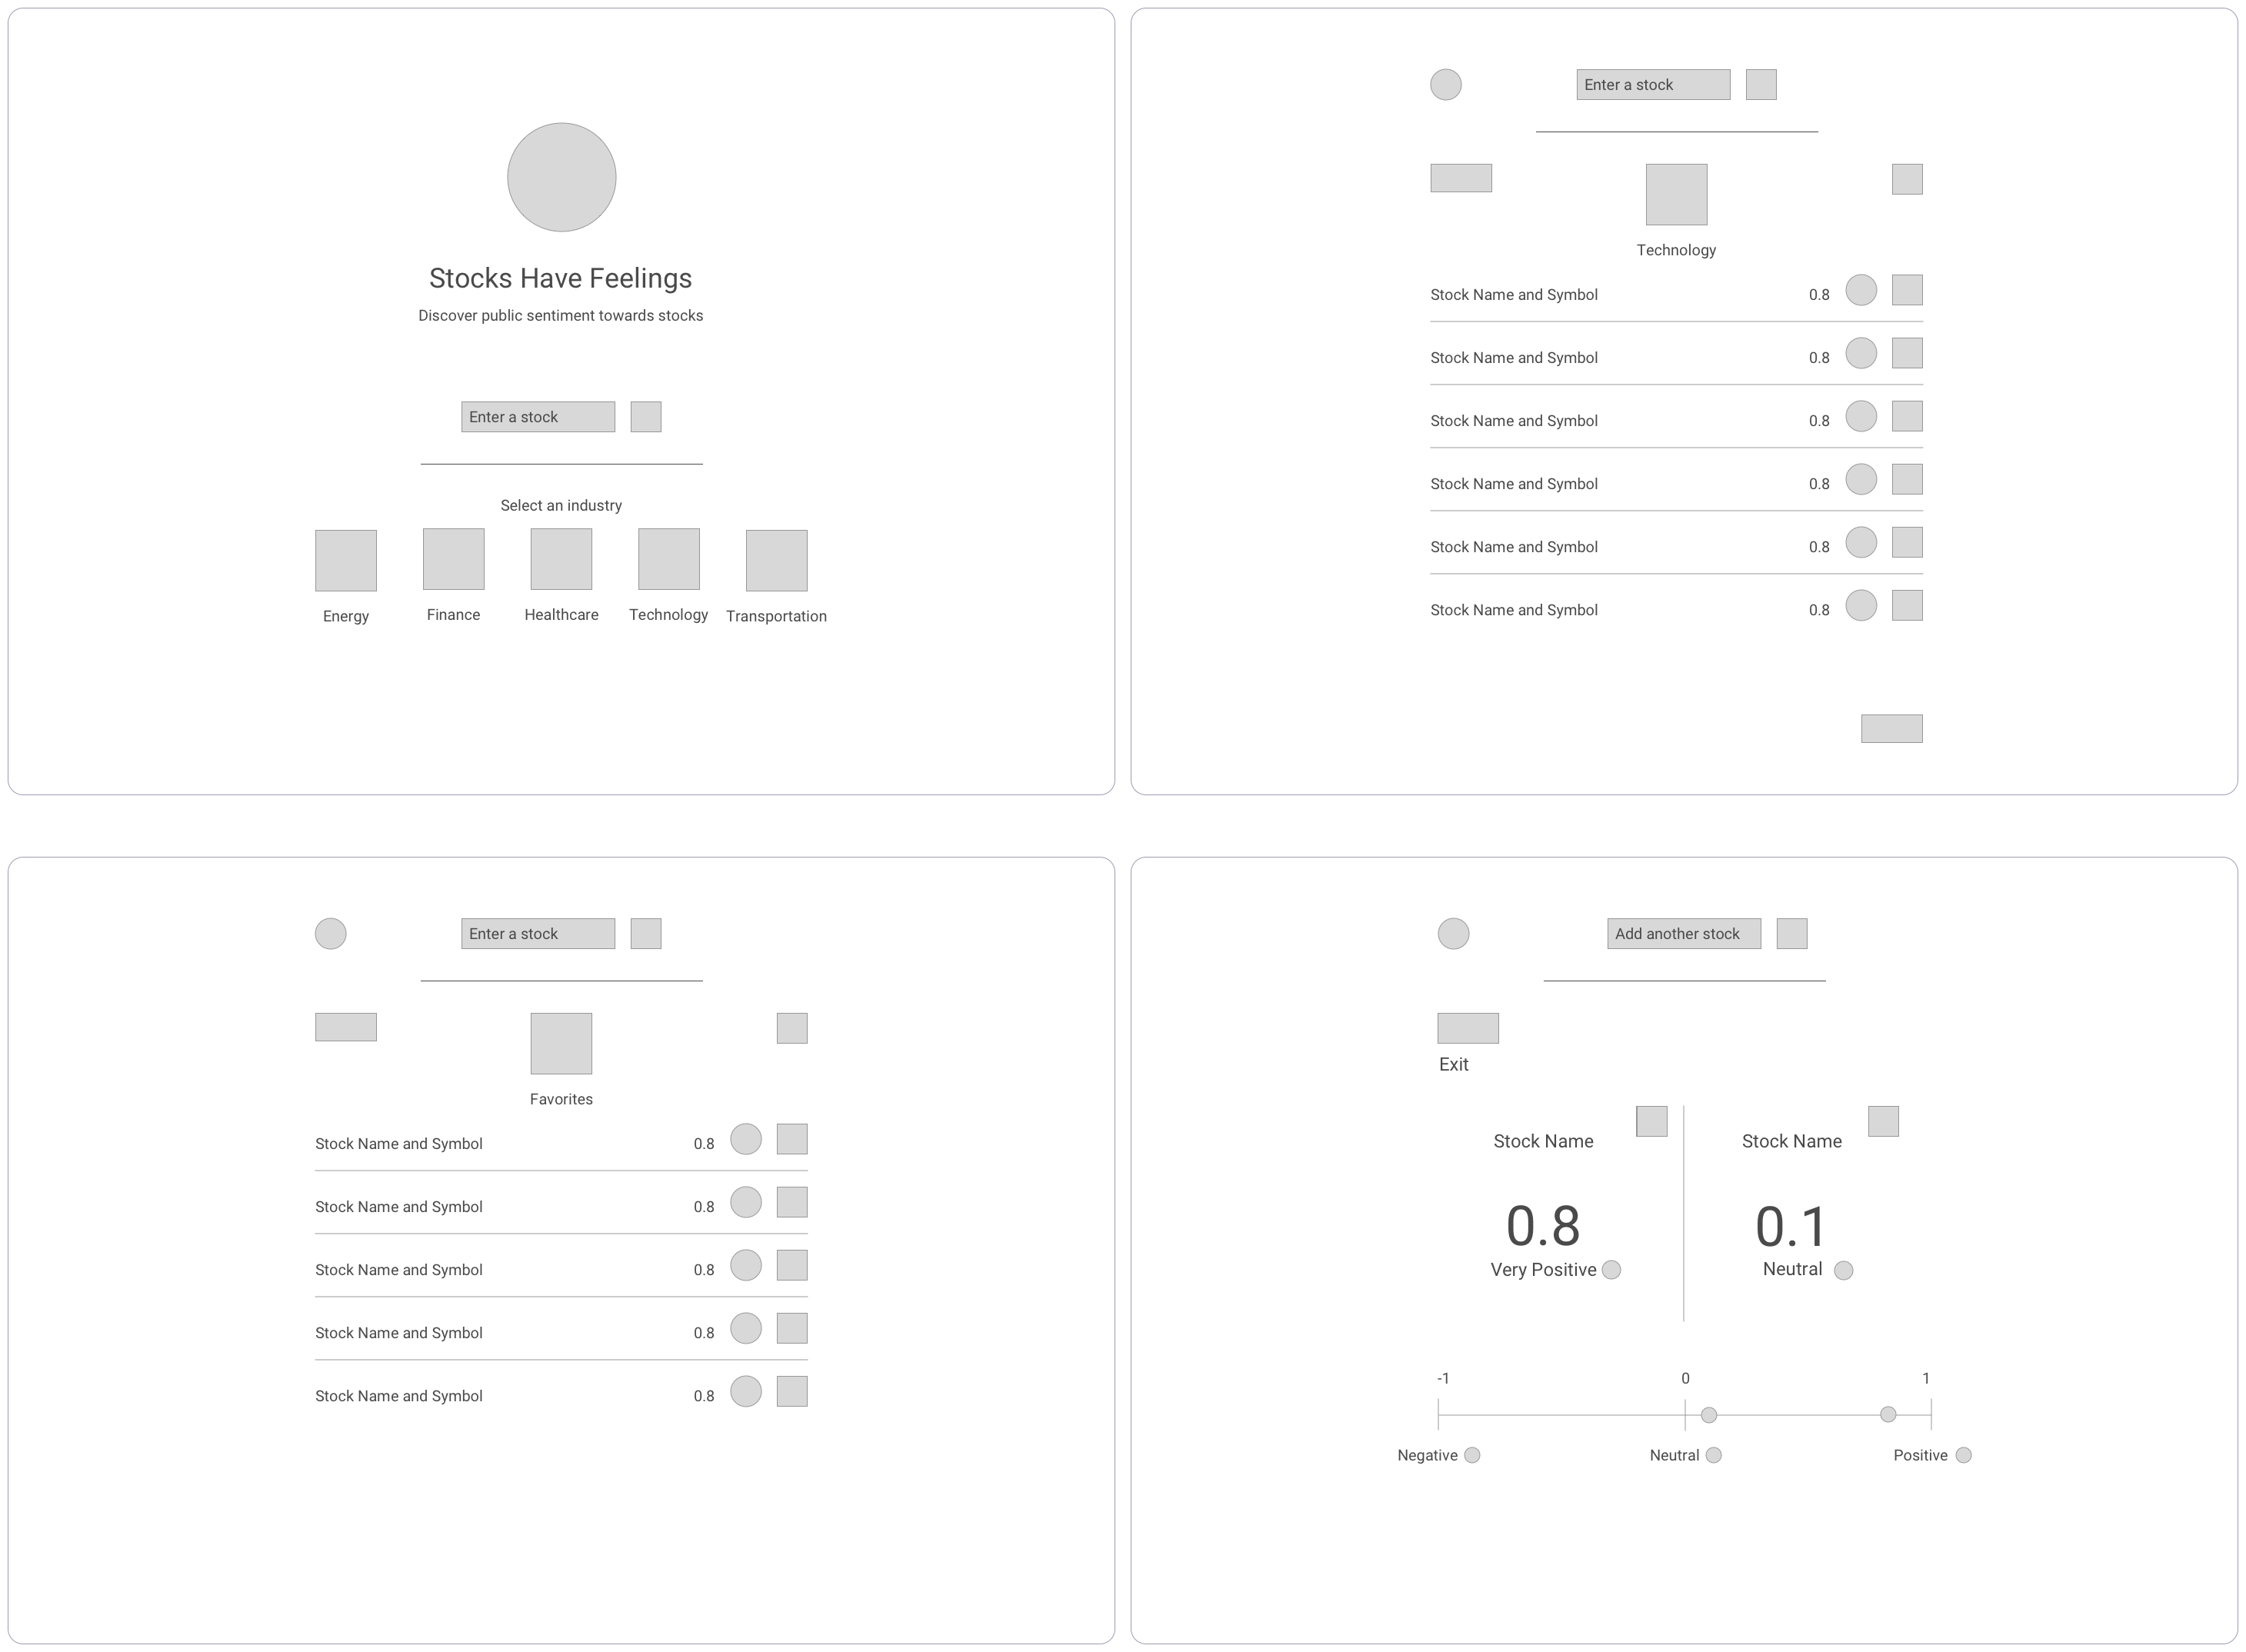 Stocks Have Feelings
Discover public sentiment towards stocks
Enter a stock
Select an industry
Energy
Finance
Healthcare
Technology
Transportation
Enter a stock
Technology
Stock Name and Symbol 0.8
Stock Name and Symbol 0.8
Stock Name and Symbol 0.8
Stock Name and Symbol 0.8
Stock Name and Symbol 0.8
Stock Name and Symbol 0.8
Enter a stock
Favorites
Stock Name and Symbol 0.8
Stock Name and Symbol 0.8
Stock Name and Symbol 0.8
Stock Name and Symbol 0.8
Stock Name and Symbol 0.8
Add another stock
Exit
Stock Name
0.8
Very Positive
Stock Name
0.1
Neutral
-1 0 1
Negative Neutral Positive